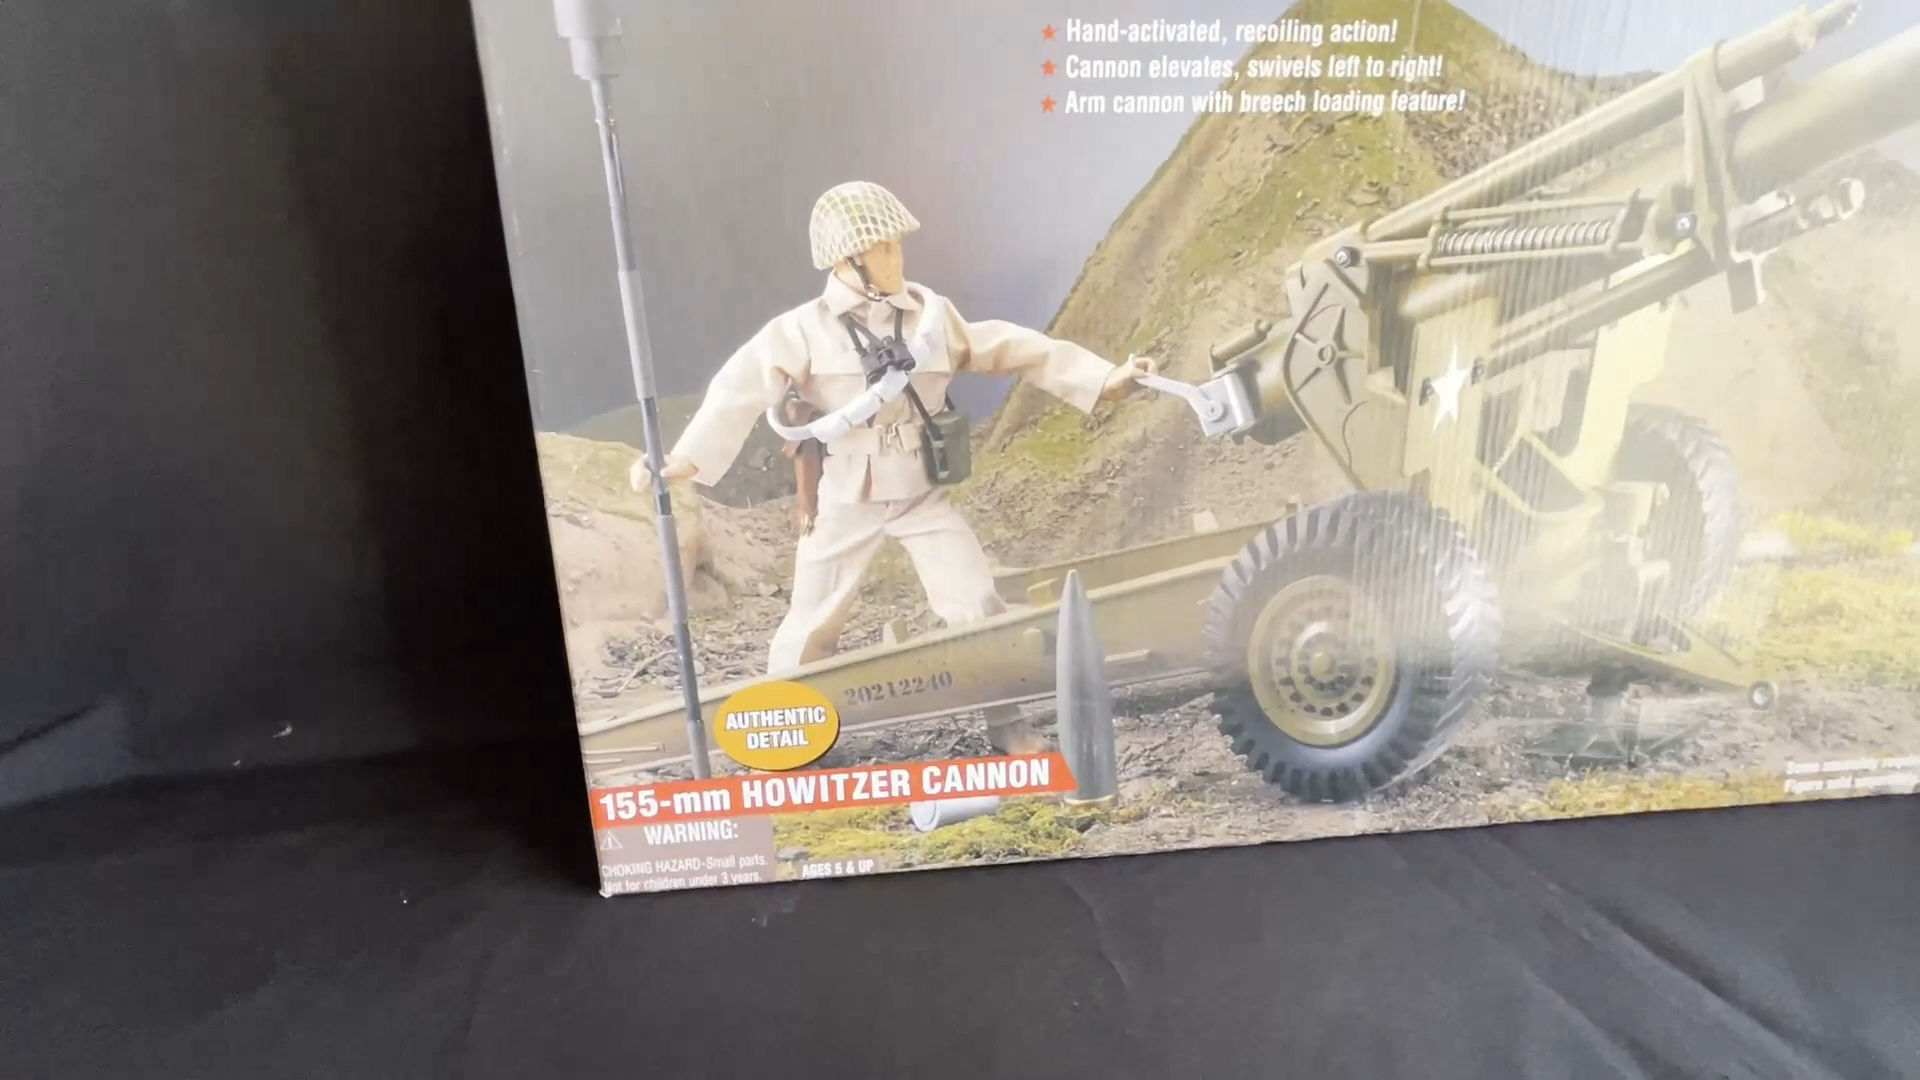 Hand-activated, recoiling action!
Cannon elevates, swivels left to right!
Arm cannon with breech loading feature!
20212240
AUTHENTIC
DETAIL
155-mm HOWITZER CANNON
WARNING:
CHOKING HAZARD-Small parts.
Not for children under 3 years.
AGES 5 & UP